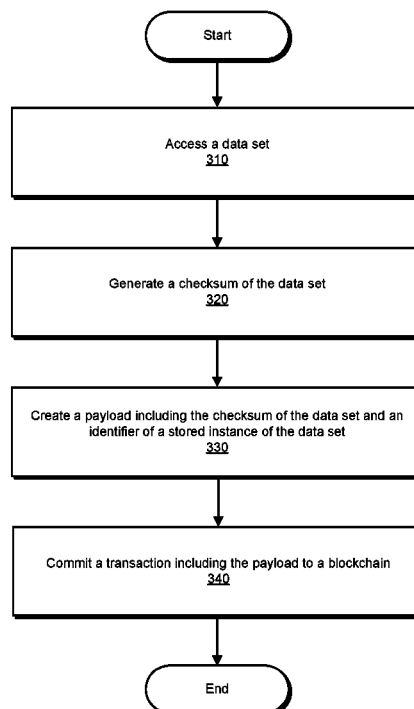 Start
Access a data set
310
Generate a checksum of the data set
320
Create a payload including the checksum of the data set and an
identifier of a stored instance of the data set
330
Commit a transaction including the payload to a blockchain
340
End